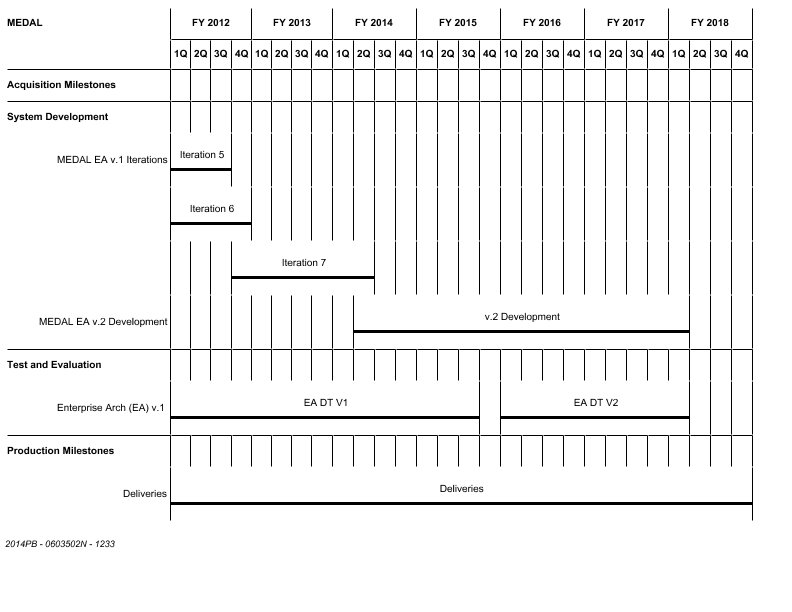 MEDAL FY 2012 FY 2013 FY 2014 FY 2015 FY 2016 FY 2017 FY 2018
1Q 2Q 3Q 4Q 1Q 2Q 3Q 4Q 1Q 2Q 3Q 4Q 1Q 2Q 3Q 4Q 1Q 2Q 3Q 4Q 1Q 2Q 3Q 4Q 1Q 2Q 3Q 4Q
Acquisition Milestones
System Development
Iteration 5
MEDAL EA v.1 Iterations
Iteration 6
Iteration 7
v.2 Development
MEDAL EA v.2 Development
Test and Evaluation
EA DT V1 EA DT V2
Enterprise Arch (EA) v.1
Production Milestones
Deliveries
Deliveries
2014PB - 0603502N - 1233